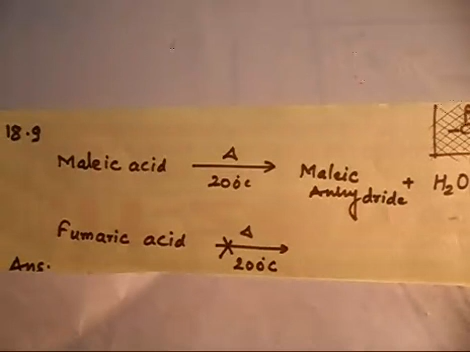 18.9
Δ
Maleic acid → Maleic + H₂O
200°c Anhydride
Δ
Fumaric acid
200°C
Ans.